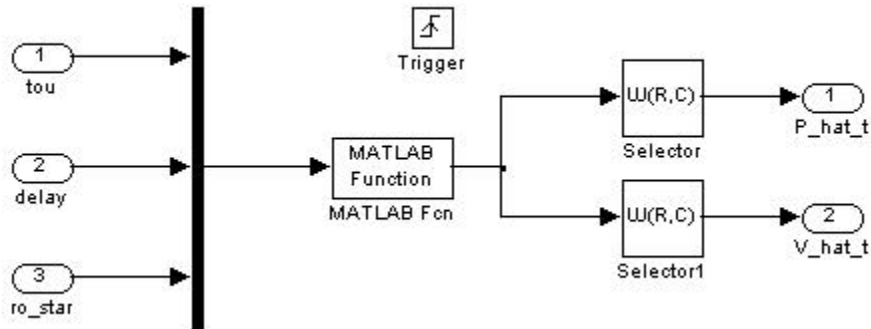 1
tou
2
delay
3
ro_star
Trigger
MATLAB
Function
MATLAB Fcn
U(R,C)
Selector
U(R,C)
Selector1
1
P_hat_t
2
V_hat_t